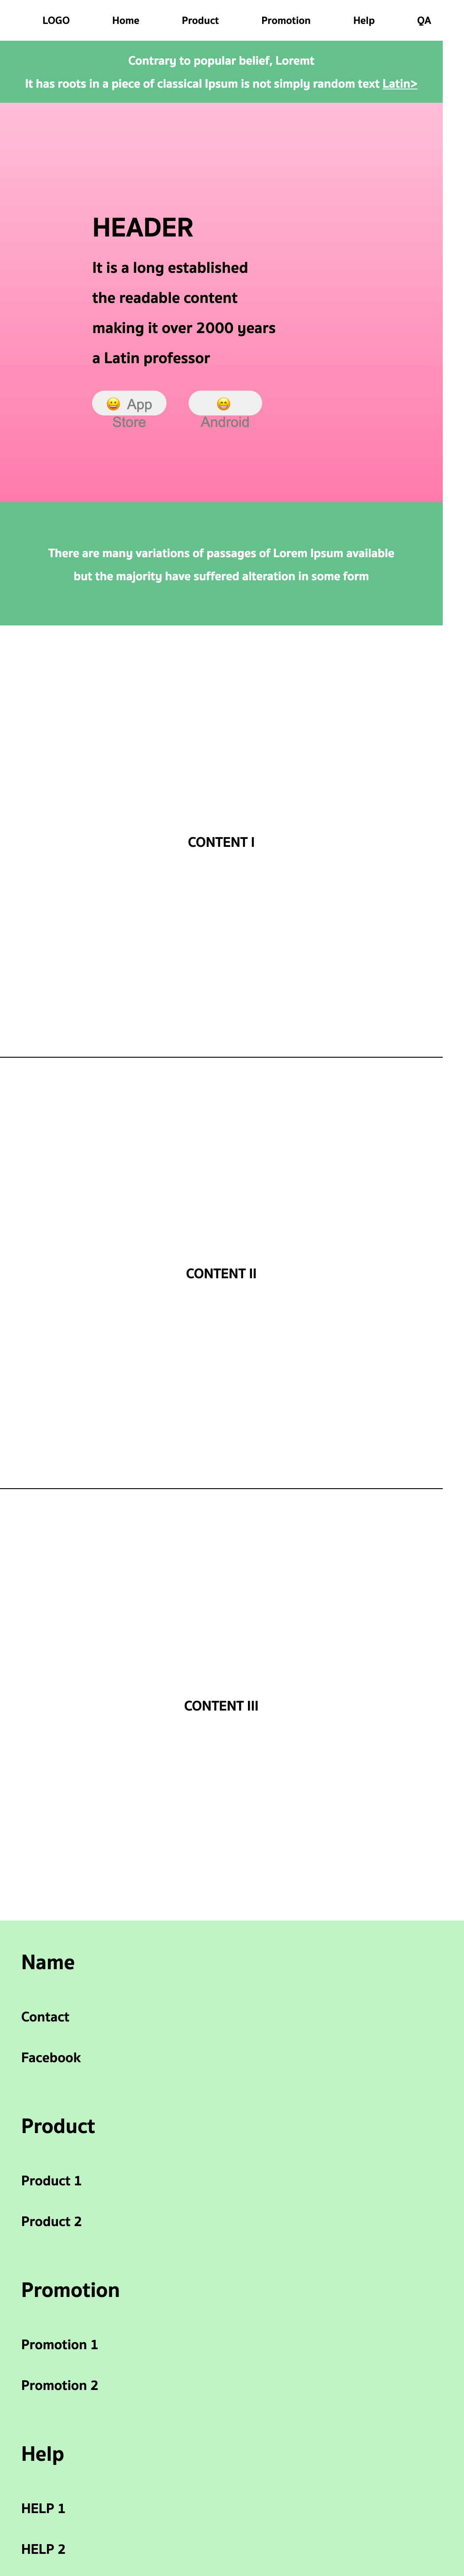 LOGO Home Product Promotion Help QA
Contrary to popular belief, Loremt
It has roots in a piece of classical Ipsum is not simply random text Latin>
HEADER
It is a long established
the readable content
making it over 2000 years
a Latin professor
😀 App Store
😁 Android
There are many variations of passages of Lorem Ipsum available
but the majority have suffered alteration in some form
CONTENT I
CONTENT II
CONTENT III
Name
Contact
Facebook
Product
Product 1
Product 2
Promotion
Promotion 1
Promotion 2
Help
HELP 1
HELP 2